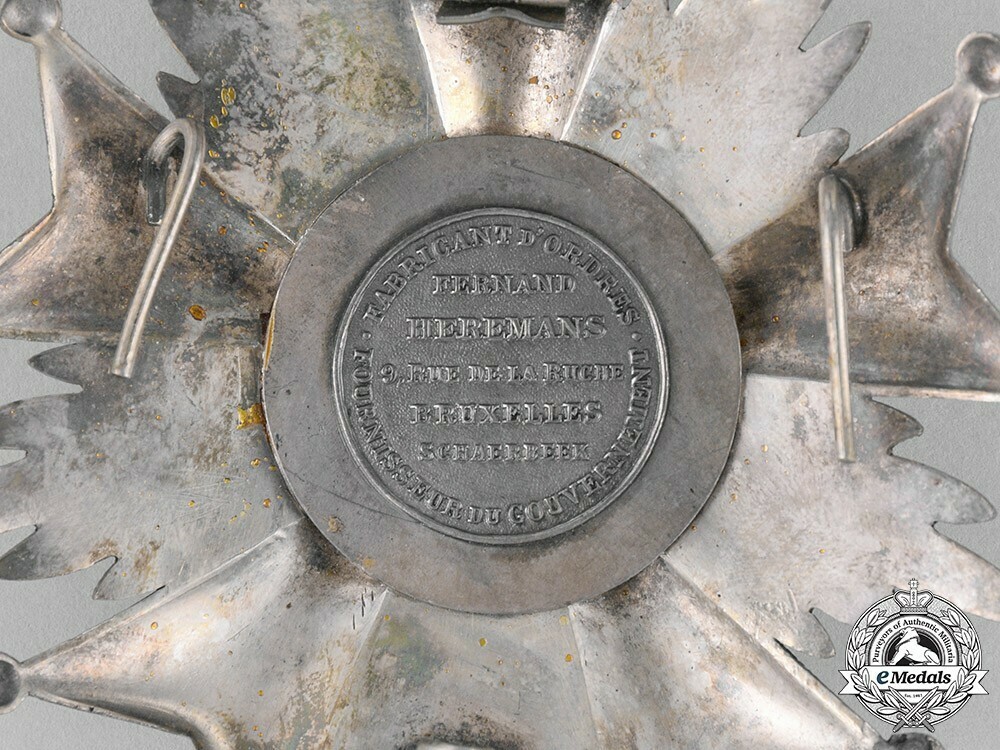 · FABRICANT D'ORDRES ·
FOURNISSEUR DU GOUVERNEMENT
FERNAND
HEREMANS
9, RUE DE LA RUCHE
BRUXELLES
SCHAERBEEK
Purveyors of Authentic Militaria
eMedals